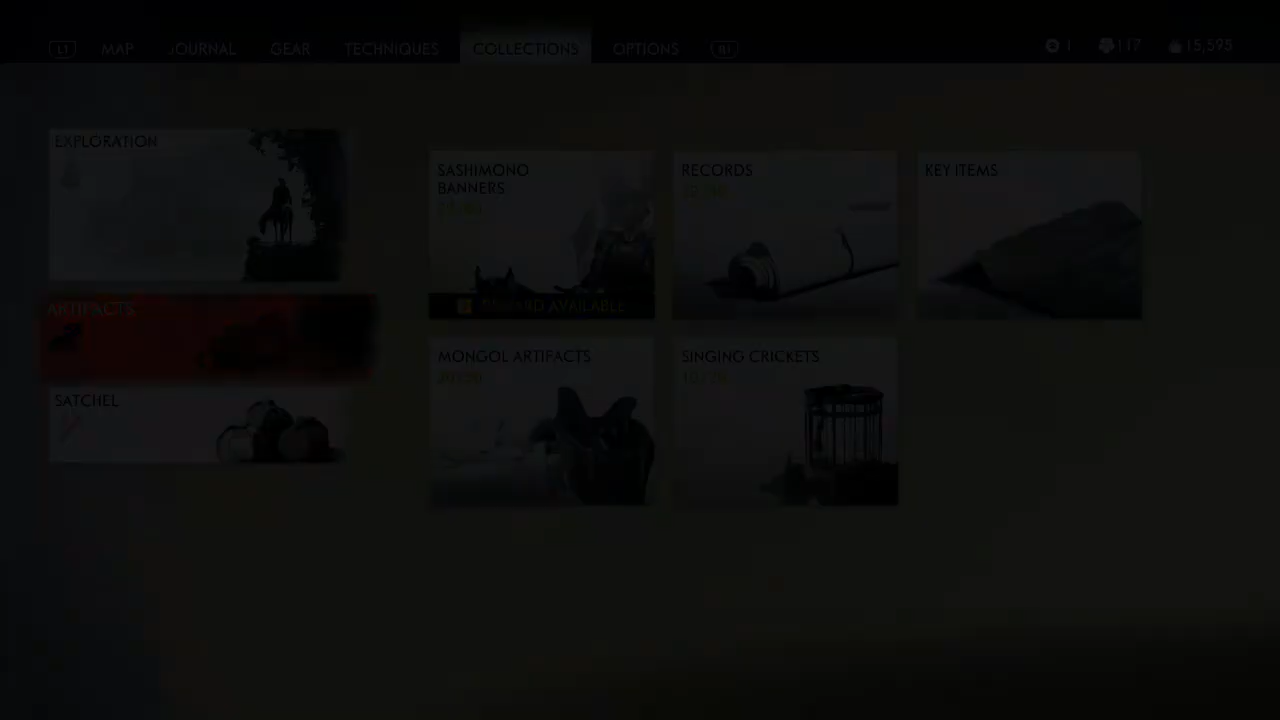 L1 MAP JOURNAL GEAR TECHNIQUES COLLECTIONS OPTIONS R1 1 117 15,595
EXPLORATION
ARTIFACTS
SATCHEL
SASHIMONO
BANNERS
REWARD AVAILABLE
RECORDS
KEY ITEMS
MONGOL ARTIFACTS
SINGING CRICKETS